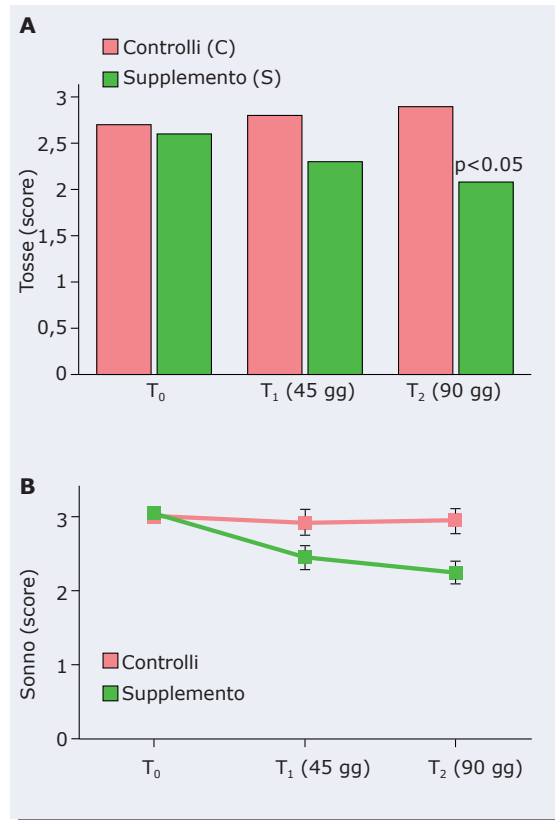 A
Controlli (C)
Supplemento (S)
Tosse (score)
3
2,5
2
1,5
1
0,5
0
p<0.05
T₀
T₁ (45 gg)
T₂ (90 gg)
B
Sonno (score)
3
2
1
0
Controlli
Supplemento
T₀
T₁ (45 gg)
T₂ (90 gg)